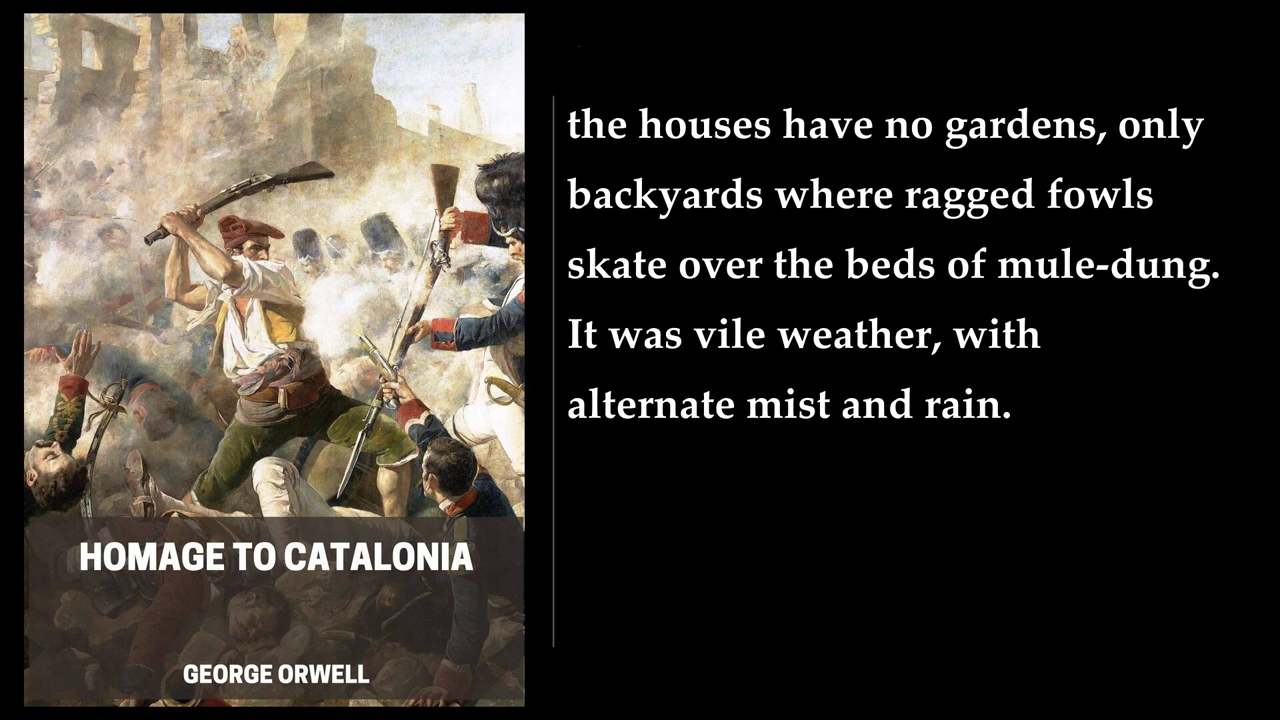 the houses have no gardens, only
backyards where ragged fowls
skate over the beds of mule-dung.
It was vile weather, with
alternate mist and rain.
HOMAGE TO CATALONIA
GEORGE ORWELL